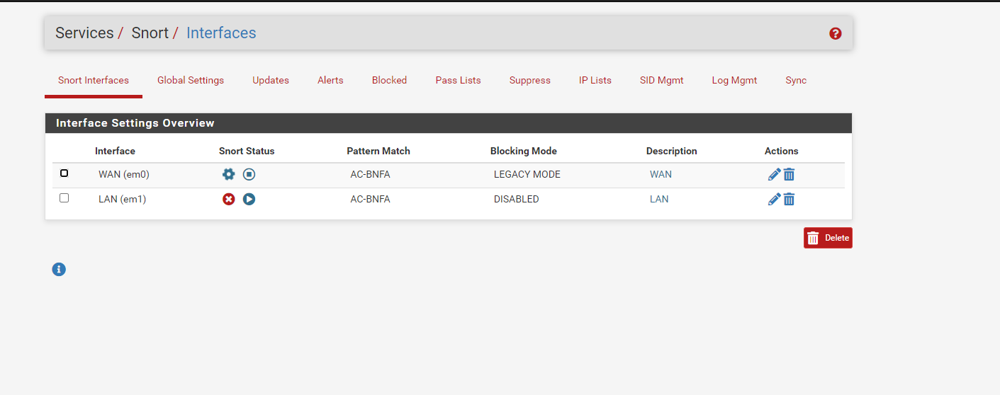 Services / Snort / Interfaces
Snort Interfaces Global Settings Updates Alerts Blocked Pass Lists Suppress IP Lists SID Mgmt Log Mgmt Sync
Interface Settings Overview
Interface Snort Status Pattern Match Blocking Mode Description Actions
WAN (em0) AC-BNFA LEGACY MODE WAN
LAN (em1) AC-BNFA DISABLED LAN
Delete